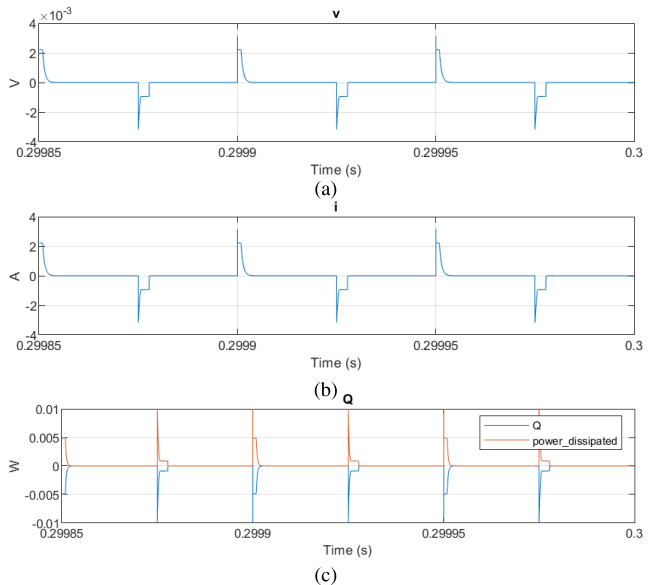 ×10-3
v
4
2
0
-2
-4
V
0.29985
0.2999
0.29995
0.3
Time (s)
(a)
i
4
2
0
-2
-4
A
0.29985
0.2999
0.29995
0.3
Time (s)
(b)
Q
0.01
0.005
0
-0.005
-0.01
W
Q
power_dissipated
0.29985
0.2999
0.29995
0.3
Time (s)
(c)